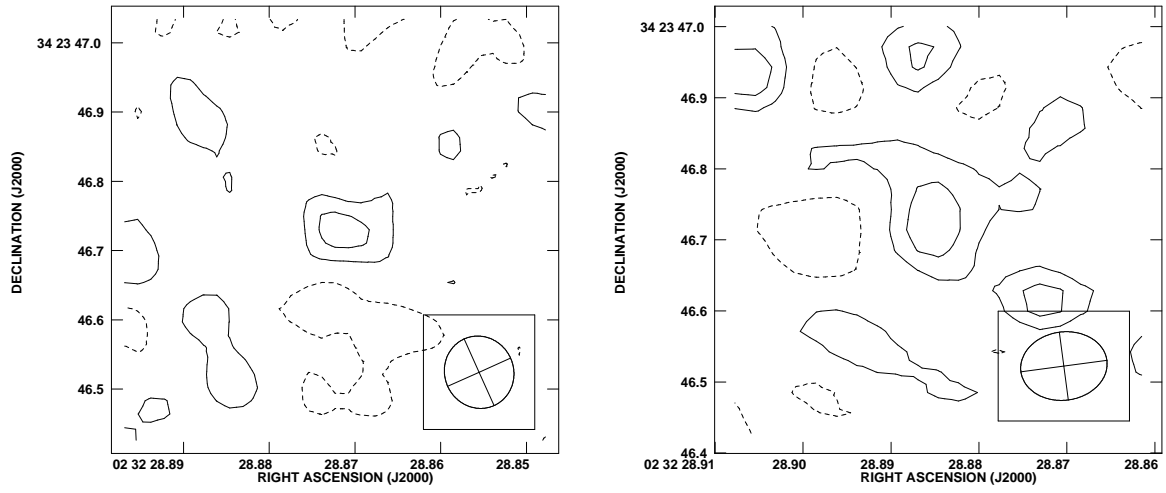 DECLINATION (J2000)
34 23 47.0
46.9
46.8
46.7
46.6
46.5
02 32 28.89
28.88
28.87
28.86
28.85
RIGHT ASCENSION (J2000)
DECLINATION (J2000)
34 23 47.0
46.9
46.8
46.7
46.6
46.5
46.4
02 32 28.91
28.90
28.89
28.88
28.87
28.86
RIGHT ASCENSION (J2000)